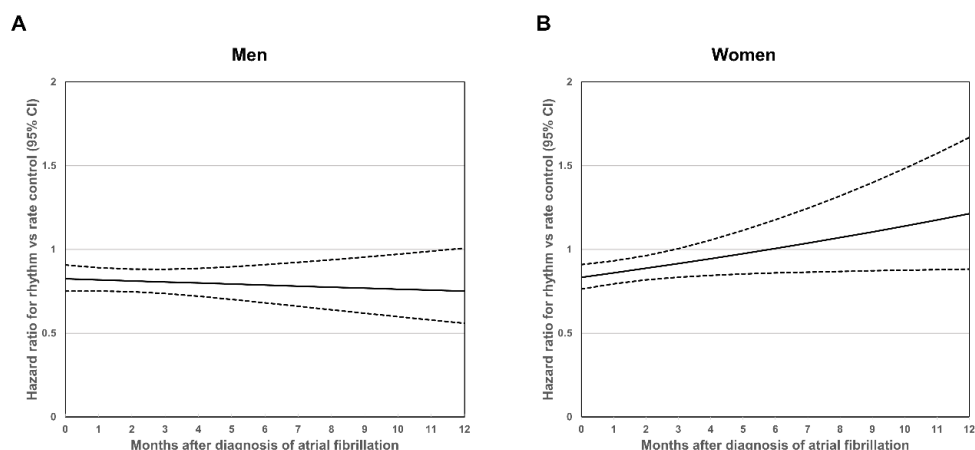 A
Men
Hazard ratio for rhythm vs rate control (95% CI)
2
1.5
1
0.5
0
0 1 2 3 4 5 6 7 8 9 10 11 12
Months after diagnosis of atrial fibrillation
B
Women
Hazard ratio for rhythm vs rate control (95% CI)
2
1.5
1
0.5
0
0 1 2 3 4 5 6 7 8 9 10 11 12
Months after diagnosis of atrial fibrillation